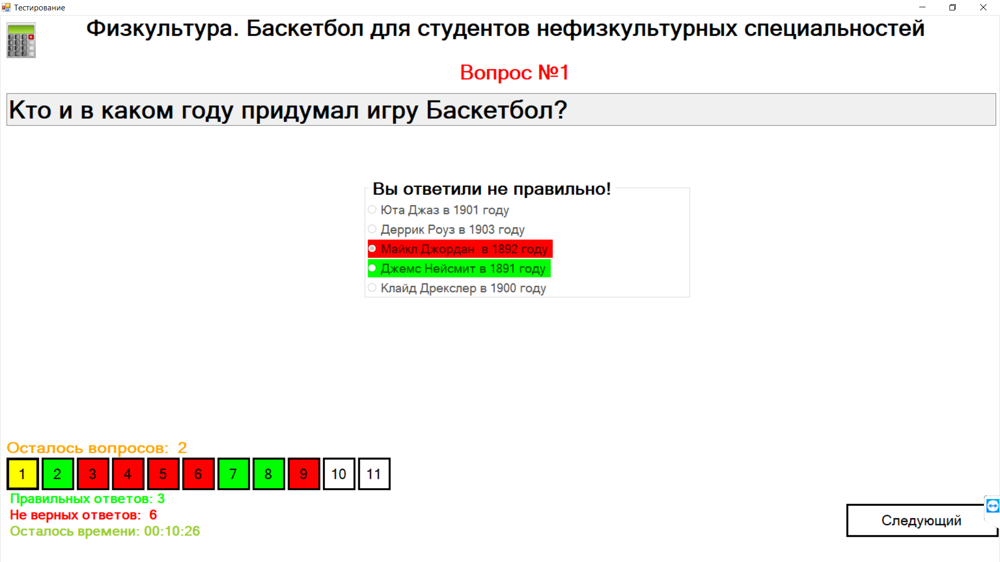 Тестирование
Физкультура. Баскетбол для студентов нефизкультурных специальностей
Вопрос №1
Кто и в каком году придумал игру Баскетбол?
Вы ответили не правильно!
Юта Джаз в 1901 году
Деррик Роуз в 1903 году
Майкл Джордан  в 1892 году
Джемс Нейсмит в 1891 году
Клайд Дрекслер в 1900 году
Осталось вопросов:  2
1 2 3 4 5 6 7 8 9 10 11
Правильных ответов: 3
Не верных ответов:  6
Осталось времени: 00:10:26
Следующий